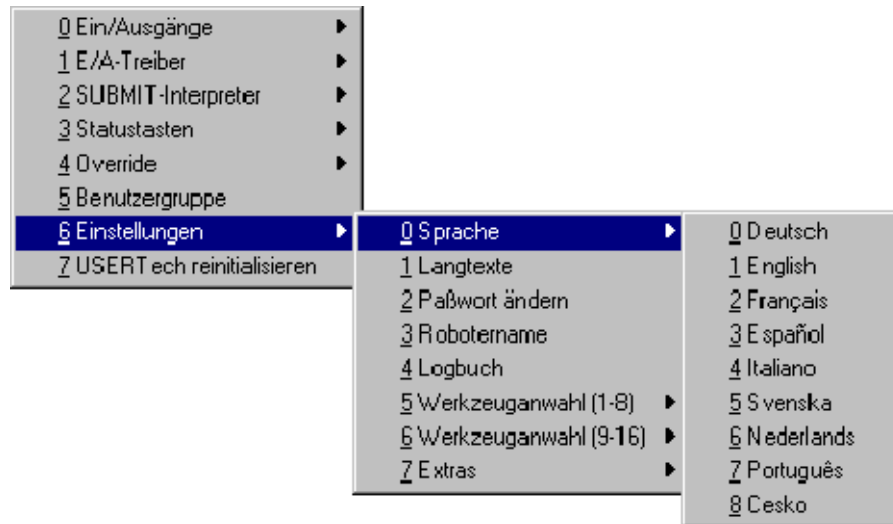 0 Ein/Ausgänge
1 E/A-Treiber
2 SUBMIT-Interpreter
3 Statustasten
4 Override
5 Benutzergruppe
6 Einstellungen
7 USERTech reinitialisieren
0 Sprache
1 Langtexte
2 Paßwort ändern
3 Robotername
4 Logbuch
5 Werkzeuganwahl (1-8)
6 Werkzeuganwahl (9-16)
7 Extras
0 Deutsch
1 English
2 Français
3 Español
4 Italiano
5 Svenska
6 Nederlands
7 Português
8 Cesko